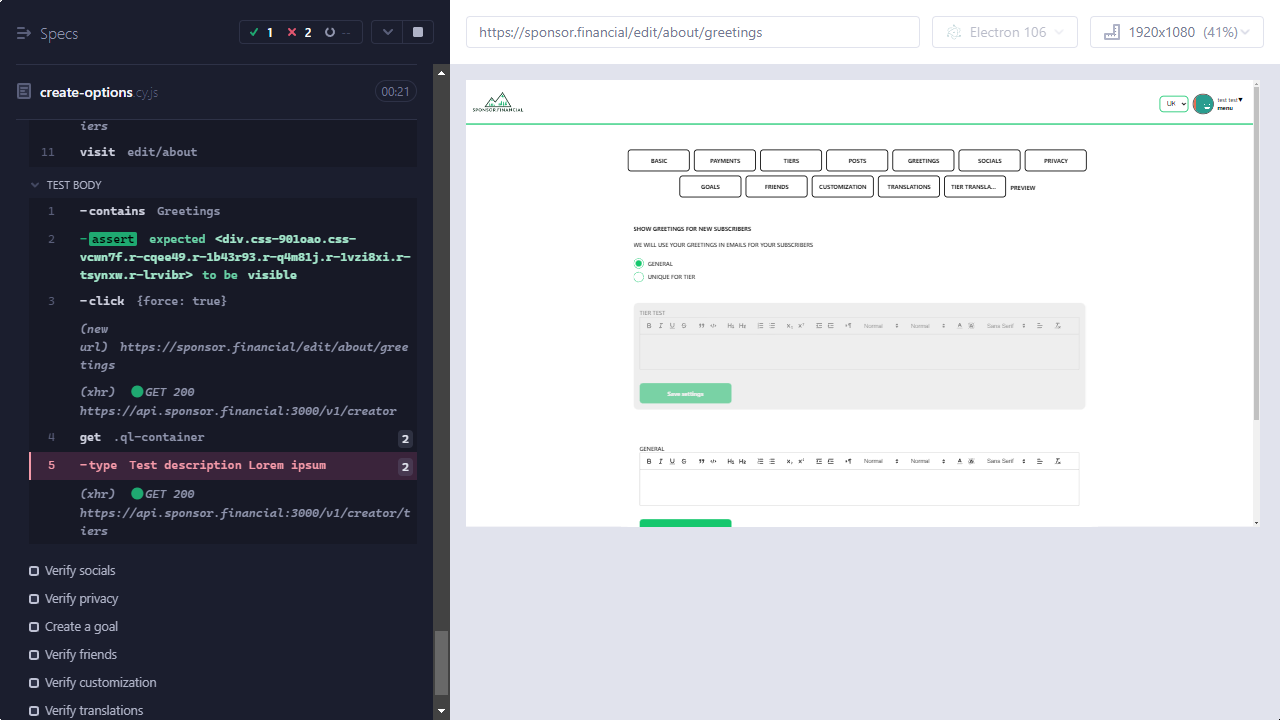 Specs
1
2
--
create-options.cy.js
00:21
iers
11 visit edit/about
TEST BODY
1 -contains Greetings
2 -assert expected <div.css-901oao.css-
vcwn7f.r-cqee49.r-1b43r93.r-q4m81j.r-1vzi8xi.r-
tsynxw.r-lrvibr> to be visible
3 -click {force: true}
(new
url) https://sponsor.financial/edit/about/gree
tings
(xhr) GET 200
https://api.sponsor.financial:3000/v1/creator
4 get .ql-container 2
5 -type Test description Lorem ipsum 2
(xhr) GET 200
https://api.sponsor.financial:3000/v1/creator/t
iers
Verify socials
Verify privacy
Create a goal
Verify friends
Verify customization
Verify translations
https://sponsor.financial/edit/about/greetings
Electron 106
1920x1080 (41%)
SPONSOR.FINANCIAL
UK
test test
menu
BASIC PAYMENTS TIERS POSTS GREETINGS SOCIALS PRIVACY
GOALS FRIENDS CUSTOMIZATION TRANSLATIONS TIER TRANSLA... PREVIEW
SHOW GREETINGS FOR NEW SUBSCRIBERS
WE WILL USE YOUR GREETINGS IN EMAILS FOR YOUR SUBSCRIBERS
GENERAL
UNIQUE FOR TIER
TIER TEST
B I U S H1 H2 X2 X2 Normal Normal A Sans Serif
Save settings
GENERAL
B I U S H1 H2 X2 X2 Normal Normal A Sans Serif